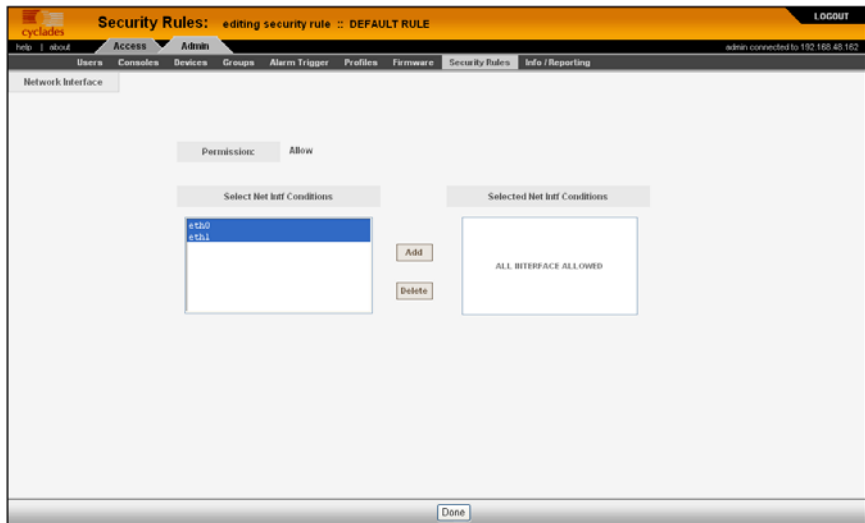 cyclades
Security Rules: editing security rule :: DEFAULT RULE
LOGOUT
help | about
Access
Admin
admin connected to 192.168.48.162
Users Consoles Devices Groups Alarm Trigger Profiles Firmware Security Rules Info / Reporting
Network Interface
Permission: Allow
Select Net Intf Conditions
Selected Net Intf Conditions
eth0
eth1
Add
ALL INTERFACE ALLOWED
Delete
Done